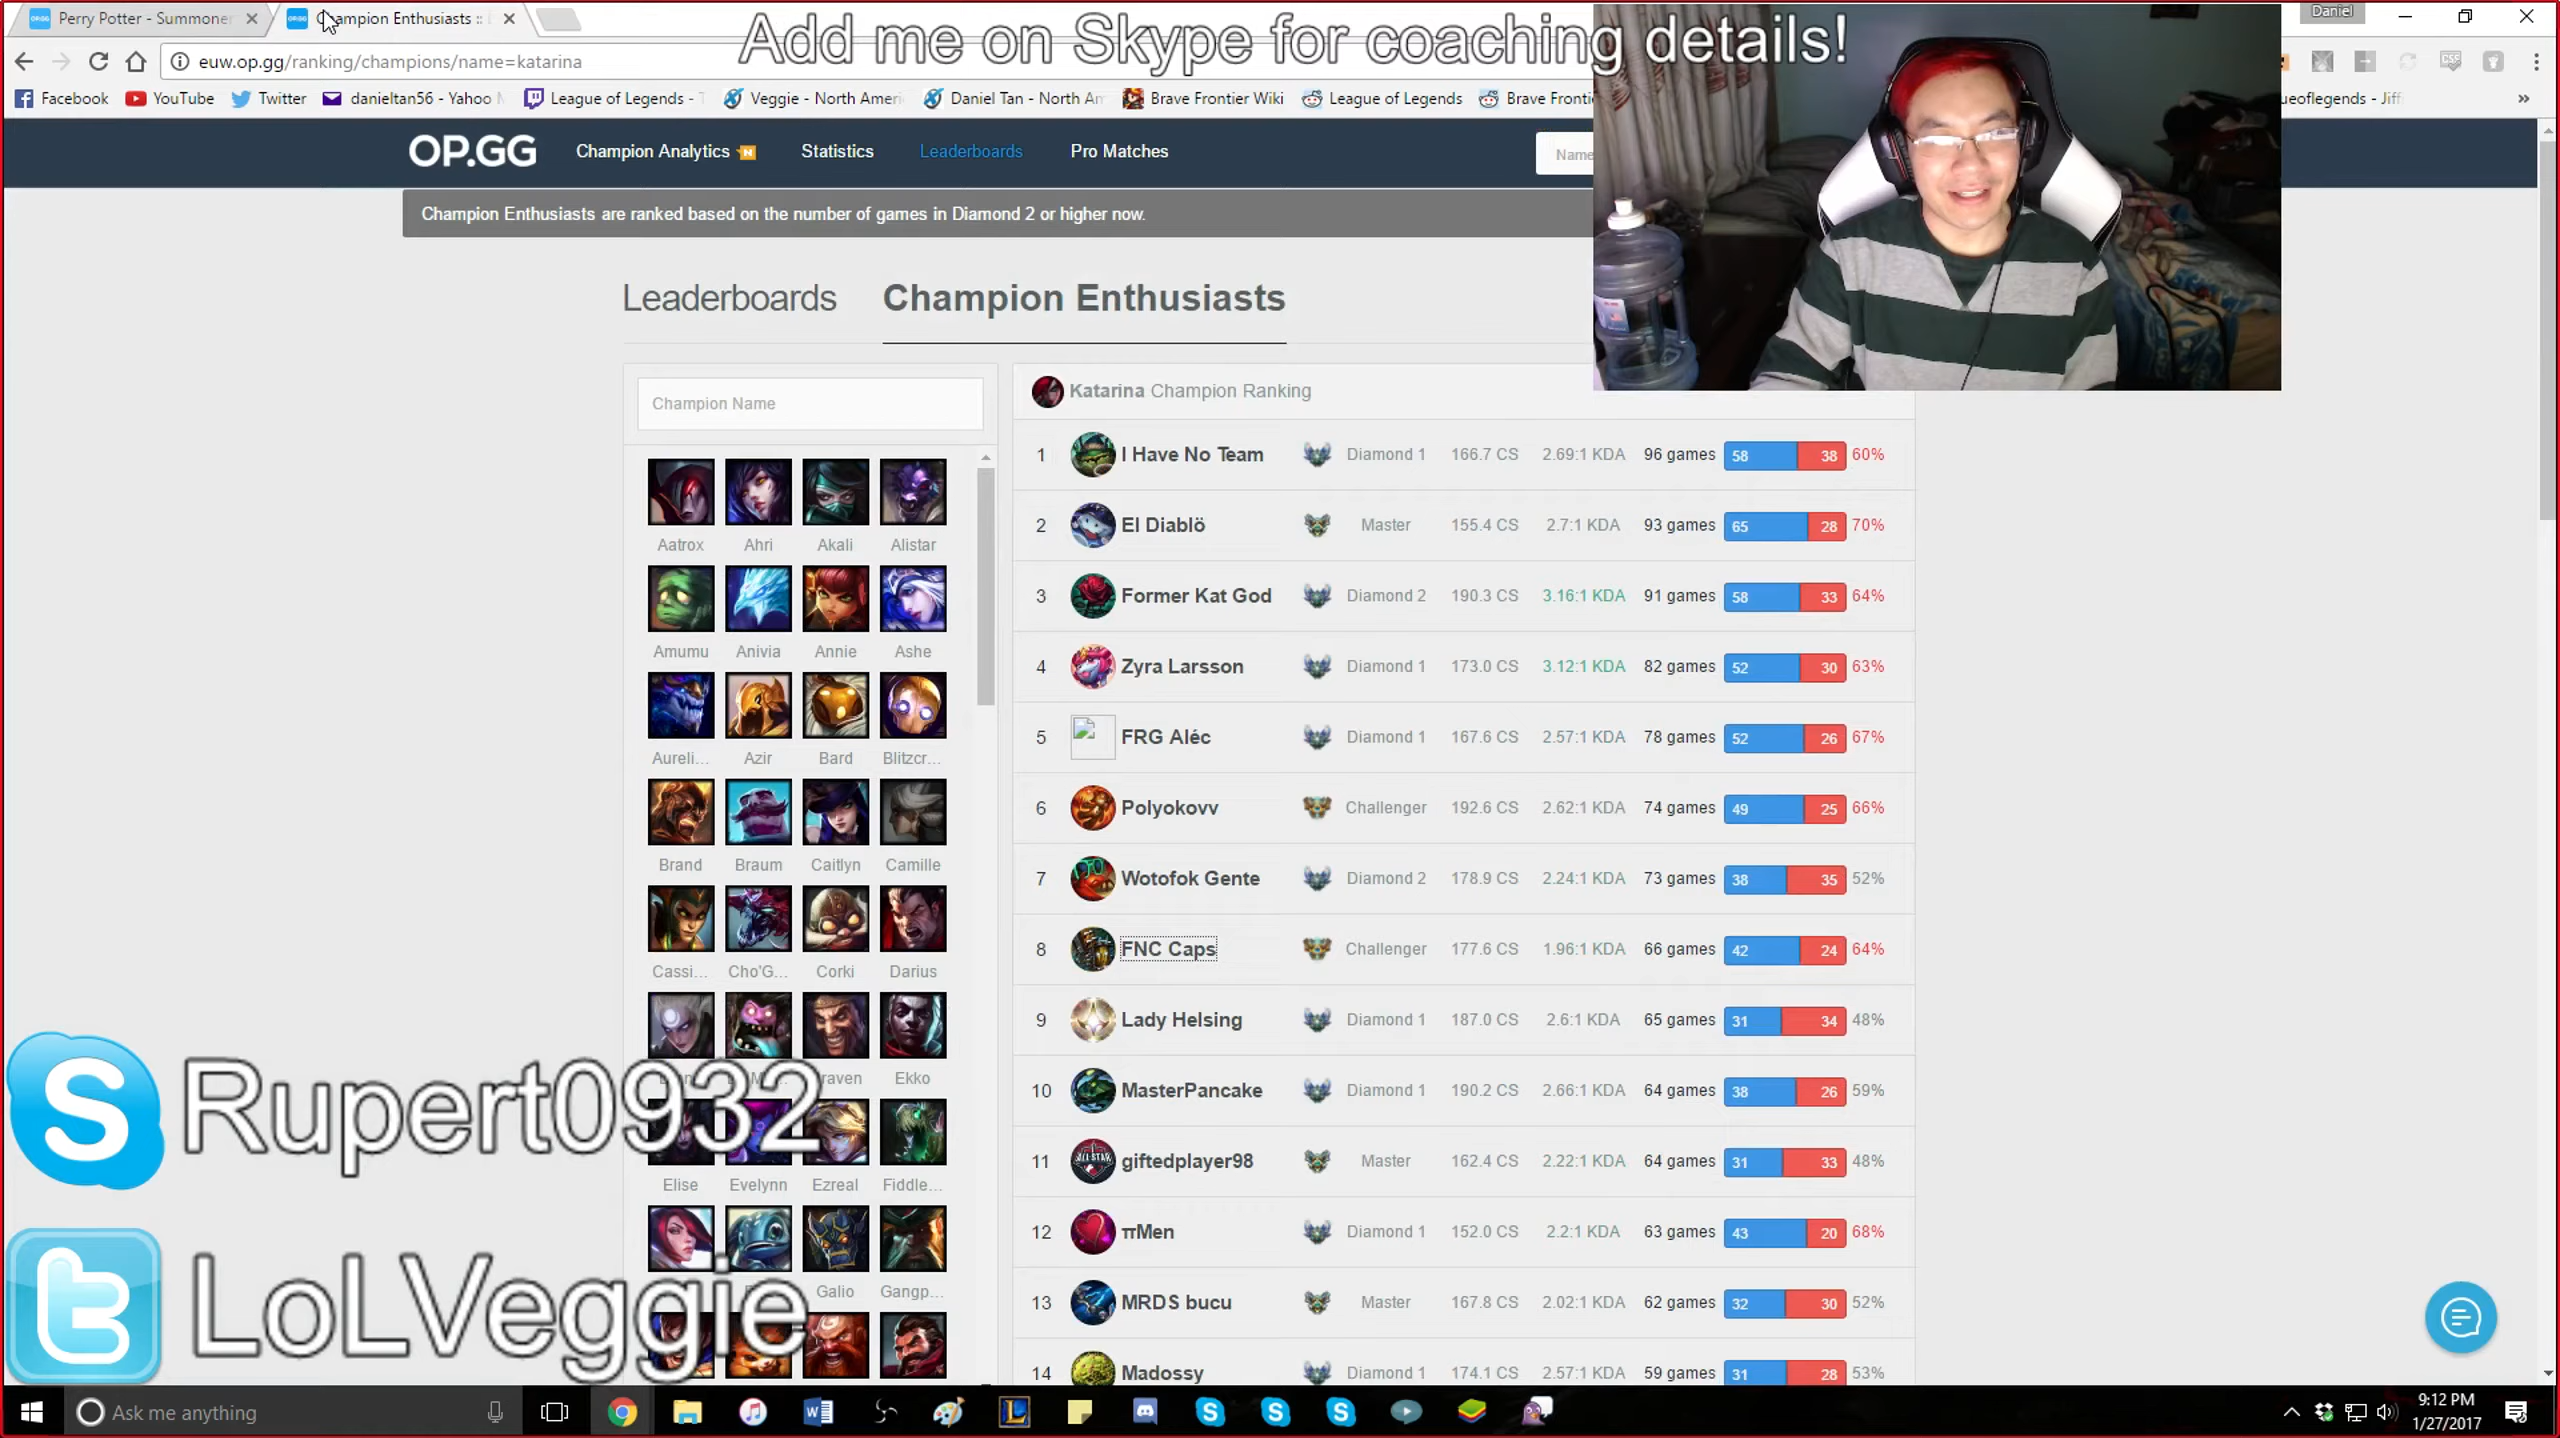 Perry Potter - Summoner
Champion Enthusiasts ::
Daniel
Add me on Skype for coaching details!
euw.op.gg/ranking/champions/name=katarina
Facebook YouTube Twitter danieltan56 - Yahoo League of Legends - Veggie - North Ameri Daniel Tan - North Am Brave Frontier Wiki League of Legends Brave Fronti ueoflegends - Jiff »
OP.GG Champion Analytics N Statistics Leaderboards Pro Matches Name
Champion Enthusiasts are ranked based on the number of games in Diamond 2 or higher now.
Leaderboards Champion Enthusiasts
Champion Name
Aatrox Ahri Akali Alistar
Amumu Anivia Annie Ashe
Aureli... Azir Bard Blitzcr...
Brand Braum Caitlyn Camille
Cassi... Cho'G... Corki Darius
raven Ekko
Elise Evelynn Ezreal Fiddle...
Galio Gangp...
Katarina Champion Ranking
1 I Have No Team Diamond 1 166.7 CS 2.69:1 KDA 96 games 58 38 60%
2 El Diablö Master 155.4 CS 2.7:1 KDA 93 games 65 28 70%
3 Former Kat God Diamond 2 190.3 CS 3.16:1 KDA 91 games 58 33 64%
4 Zyra Larsson Diamond 1 173.0 CS 3.12:1 KDA 82 games 52 30 63%
5 FRG Aléc Diamond 1 167.6 CS 2.57:1 KDA 78 games 52 26 67%
6 Polyokovv Challenger 192.6 CS 2.62:1 KDA 74 games 49 25 66%
7 Wotofok Gente Diamond 2 178.9 CS 2.24:1 KDA 73 games 38 35 52%
8 FNC Caps Challenger 177.6 CS 1.96:1 KDA 66 games 42 24 64%
9 Lady Helsing Diamond 1 187.0 CS 2.6:1 KDA 65 games 31 34 48%
10 MasterPancake Diamond 1 190.2 CS 2.66:1 KDA 64 games 38 26 59%
11 giftedplayer98 Master 162.4 CS 2.22:1 KDA 64 games 31 33 48%
12 πMen Diamond 1 152.0 CS 2.2:1 KDA 63 games 43 20 68%
13 MRDS bucu Master 167.8 CS 2.02:1 KDA 62 games 32 30 52%
14 Madossy Diamond 1 174.1 CS 2.57:1 KDA 59 games 31 28 53%
Rupert0932
LoLVeggie
Ask me anything
9:12 PM
1/27/2017